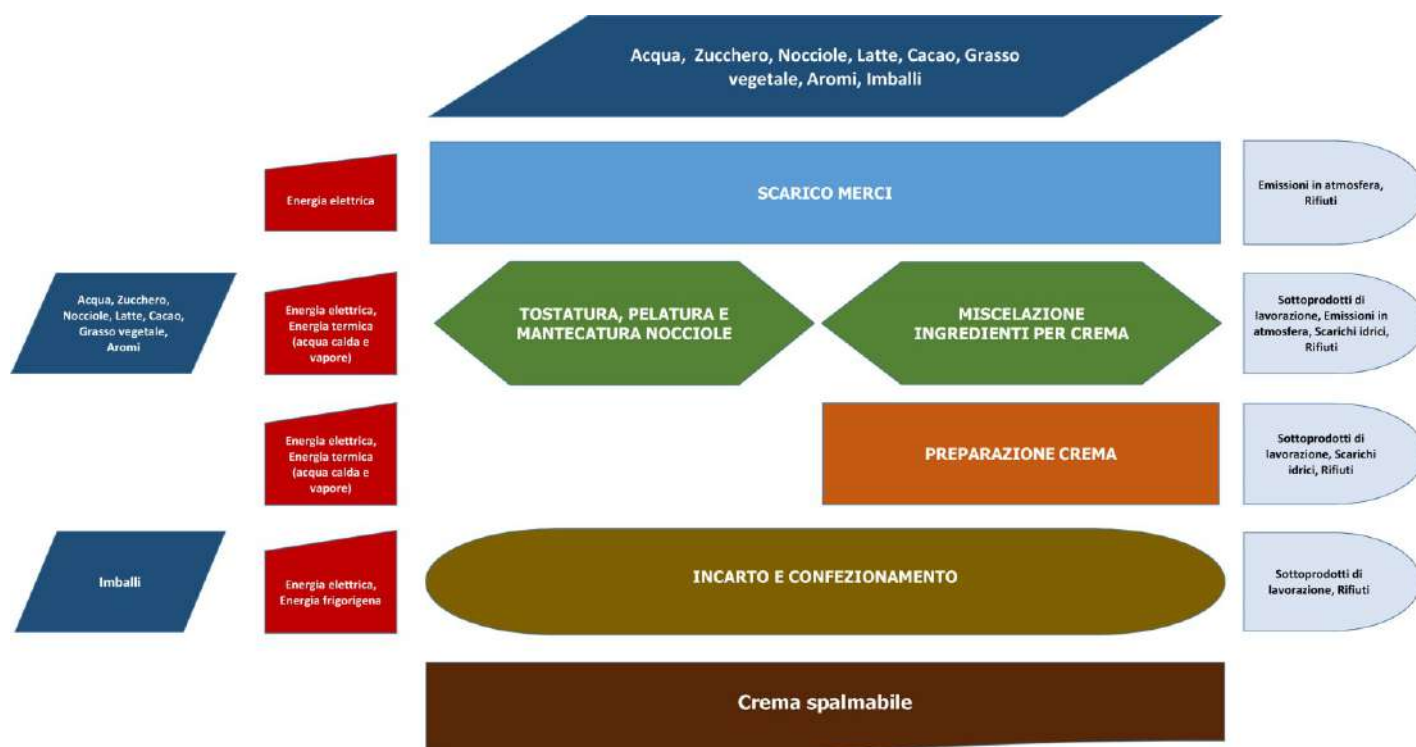 Acqua, Zucchero, Nocciole, Latte, Cacao, Grasso
vegetale, Aromi, Imballi
Energia elettrica
SCARICO MERCI
Emissioni in atmosfera,
Rifiuti
Acqua, Zucchero,
Nocciole, Latte, Cacao,
Grasso vegetale,
Aromi
Energia elettrica,
Energia termica
(acqua calda e
vapore)
TOSTATURA, PELATURA E
MANTECATURA NOCCIOLE
MISCELAZIONE
INGREDIENTI PER CREMA
Sottoprodotti di
lavorazione, Emissioni in
atmosfera, Scarichi idrici,
Rifiuti
Energia elettrica,
Energia termica
(acqua calda e
vapore)
PREPARAZIONE CREMA
Sottoprodotti di
lavorazione, Scarichi
idrici, Rifiuti
Imballi
Energia elettrica,
Energia frigorigena
INCARTO E CONFEZIONAMENTO
Sottoprodotti di
lavorazione, Rifiuti
Crema spalmabile